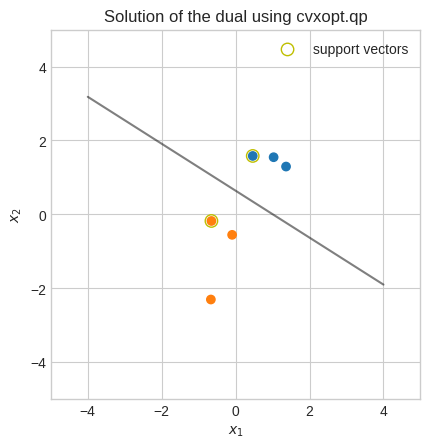 Solution of the dual using cvxopt.qp
support vectors
4
2
0
−2
−4
x₂
−4 −2 0 2 4
x₁